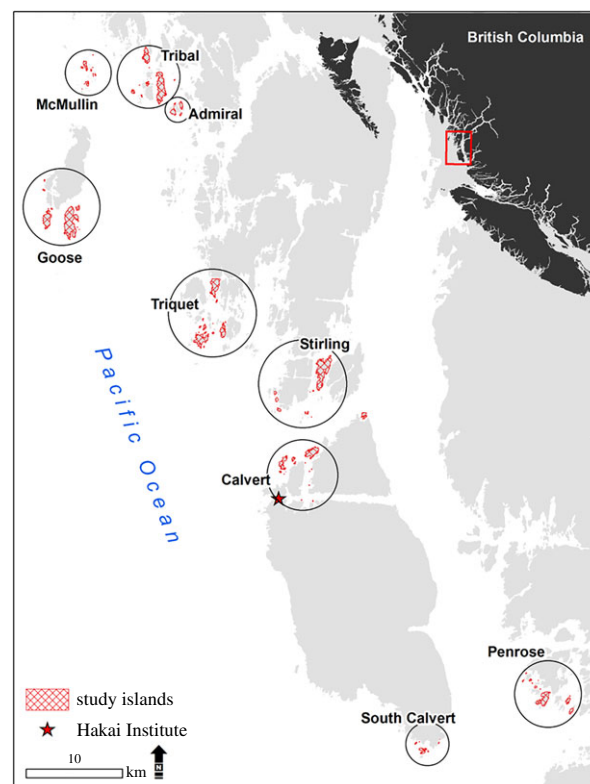 British Columbia
Tribal
McMullin
Admiral
Goose
Triquet
Stirling
Pacific Ocean
Calvert
Penrose
South Calvert
study islands
Hakai Institute
10
km
N